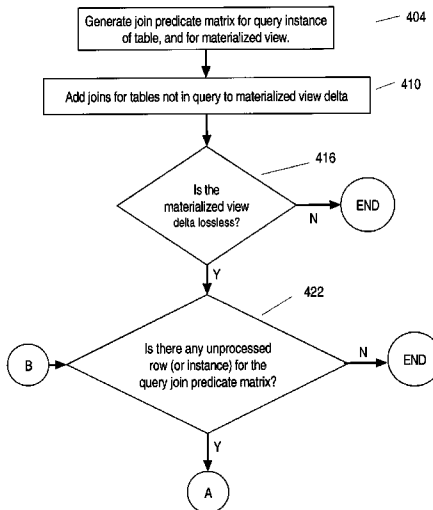 Generate join predicate matrix for query instance
of table, and for materialized view.
404
Add joins for tables not in query to materialized view delta
410
416
Is the
materialized view
delta lossless?
N
END
Y
422
Is there any unprocessed
row (or instance) for the
query join predicate matrix?
B
N
END
Y
A